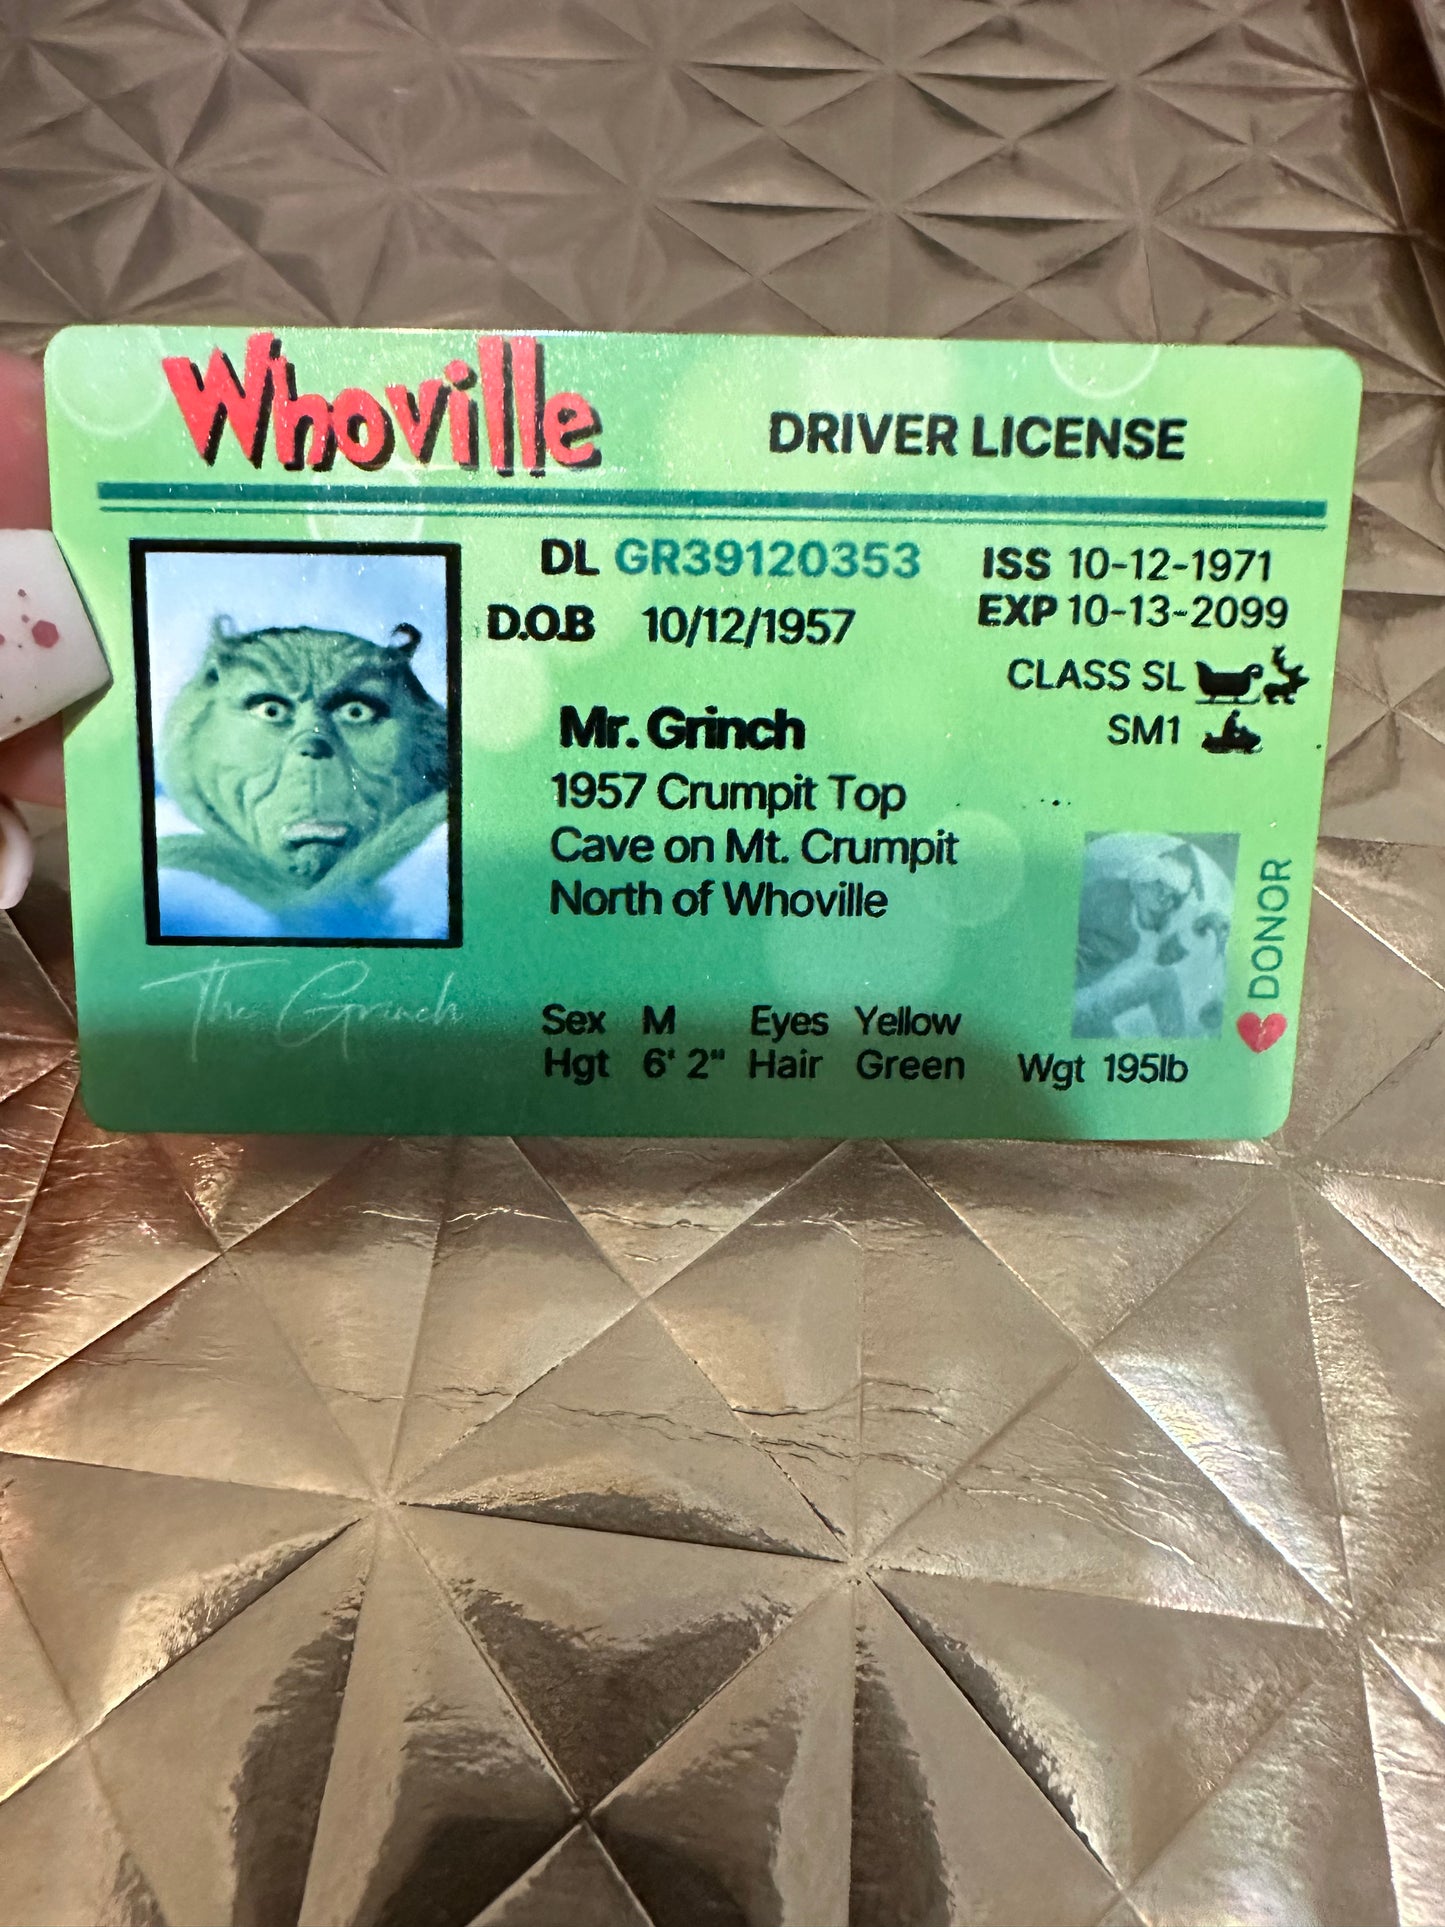 Whoville
DRIVER LICENSE
DL GR39120353
ISS 10-12-1971
D.O.B 10/12/1957
EXP 10-13-2099
CLASS SL
SM1
Mr. Grinch
1957 Crumpit Top
Cave on Mt. Crumpit
North of Whoville
DONOR
The Grinch
Sex M Eyes Yellow
Hgt 6' 2" Hair Green Wgt 195lb